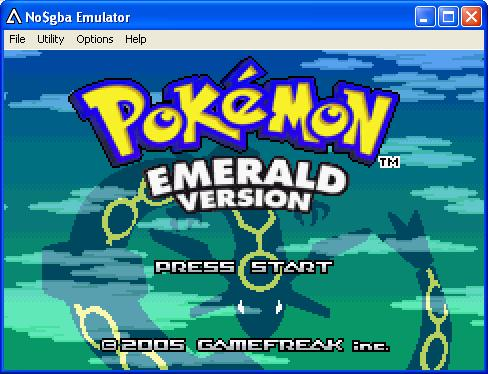 No$gba Emulator
File Utility Options Help
POKéMON
TM
EMERALD
VERSION
PRESS START
©2005 GAMEFREAK inc.